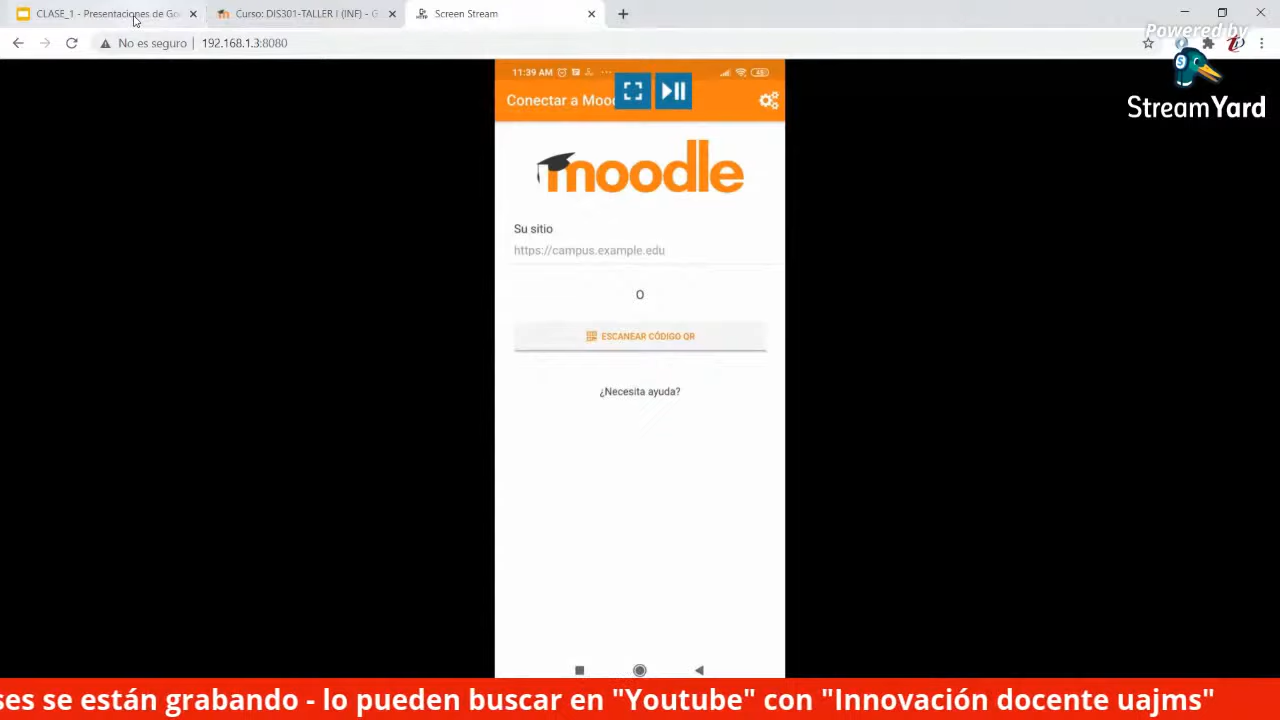 CLASE_1 - Presentaciones de Go
Curso: DIS301-TALLER I (INF) - G
Screen Stream
No es seguro
192.168.1.3:8080
Powered by
StreamYard
11:39 AM
Conectar a Moo
moodle
Su sitio
https://campus.example.edu
O
ESCANEAR CÓDIGO QR
¿Necesita ayuda?
ses se están grabando - lo pueden buscar en "Youtube" con "Innovación docente uajms"